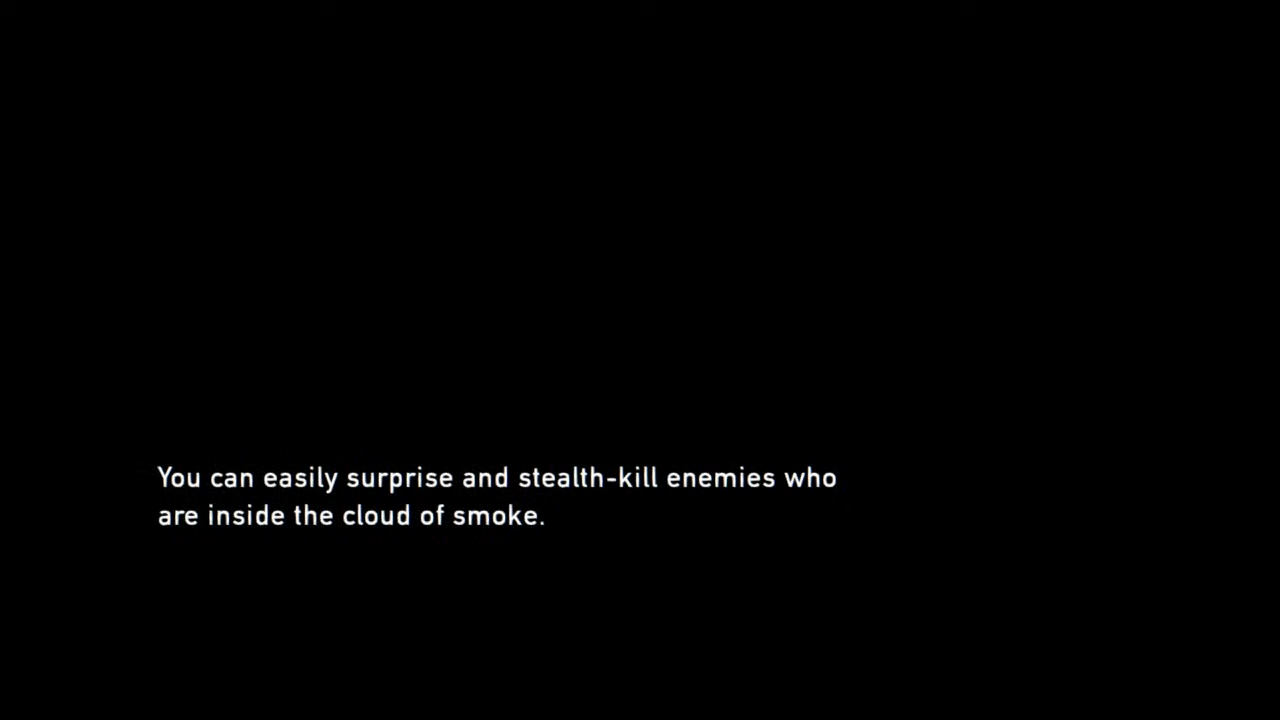 You can easily surprise and stealth-kill enemies who
are inside the cloud of smoke.